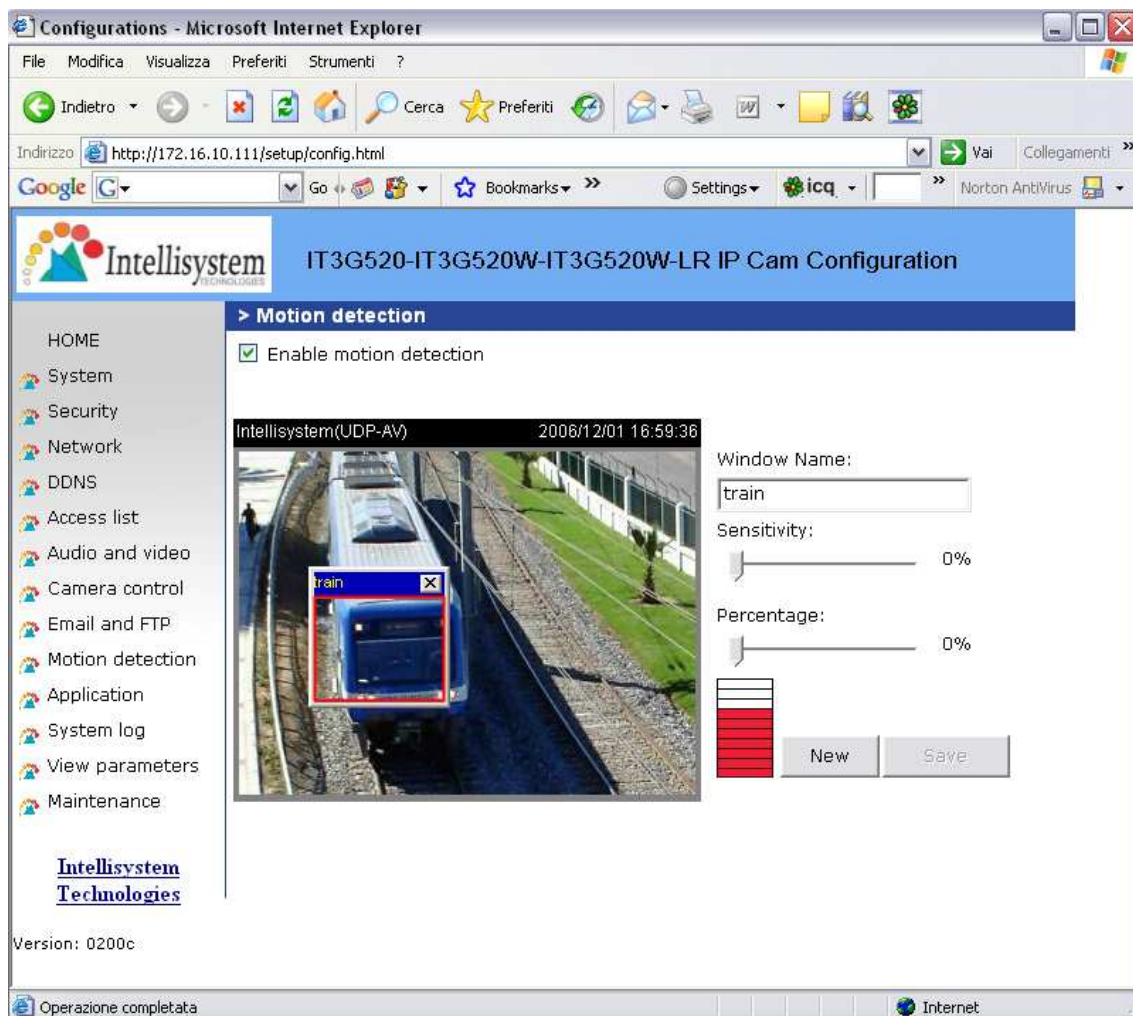 Configurations - Microsoft Internet Explorer
File Modifica Visualizza Preferiti Strumenti ?
Indietro Cerca Preferiti W
Indirizzo http://172.16.10.111/setup/config.html Vai Collegamenti »
Google G Go Bookmarks » Settings icq » Norton AntiVirus
Intellisystem
TECHNOLOGIES
IT3G520-IT3G520W-IT3G520W-LR IP Cam Configuration
> Motion detection
HOME
System
Security
Network
DDNS
Access list
Audio and video
Camera control
Email and FTP
Motion detection
Application
System log
View parameters
Maintenance
Intellisystem
Technologies
Version: 0200c
Enable motion detection
Intellisystem(UDP-AV) 2006/12/01 16:59:36
train
Window Name:
train
Sensitivity:
0%
Percentage:
0%
New Save
Operazione completata Internet